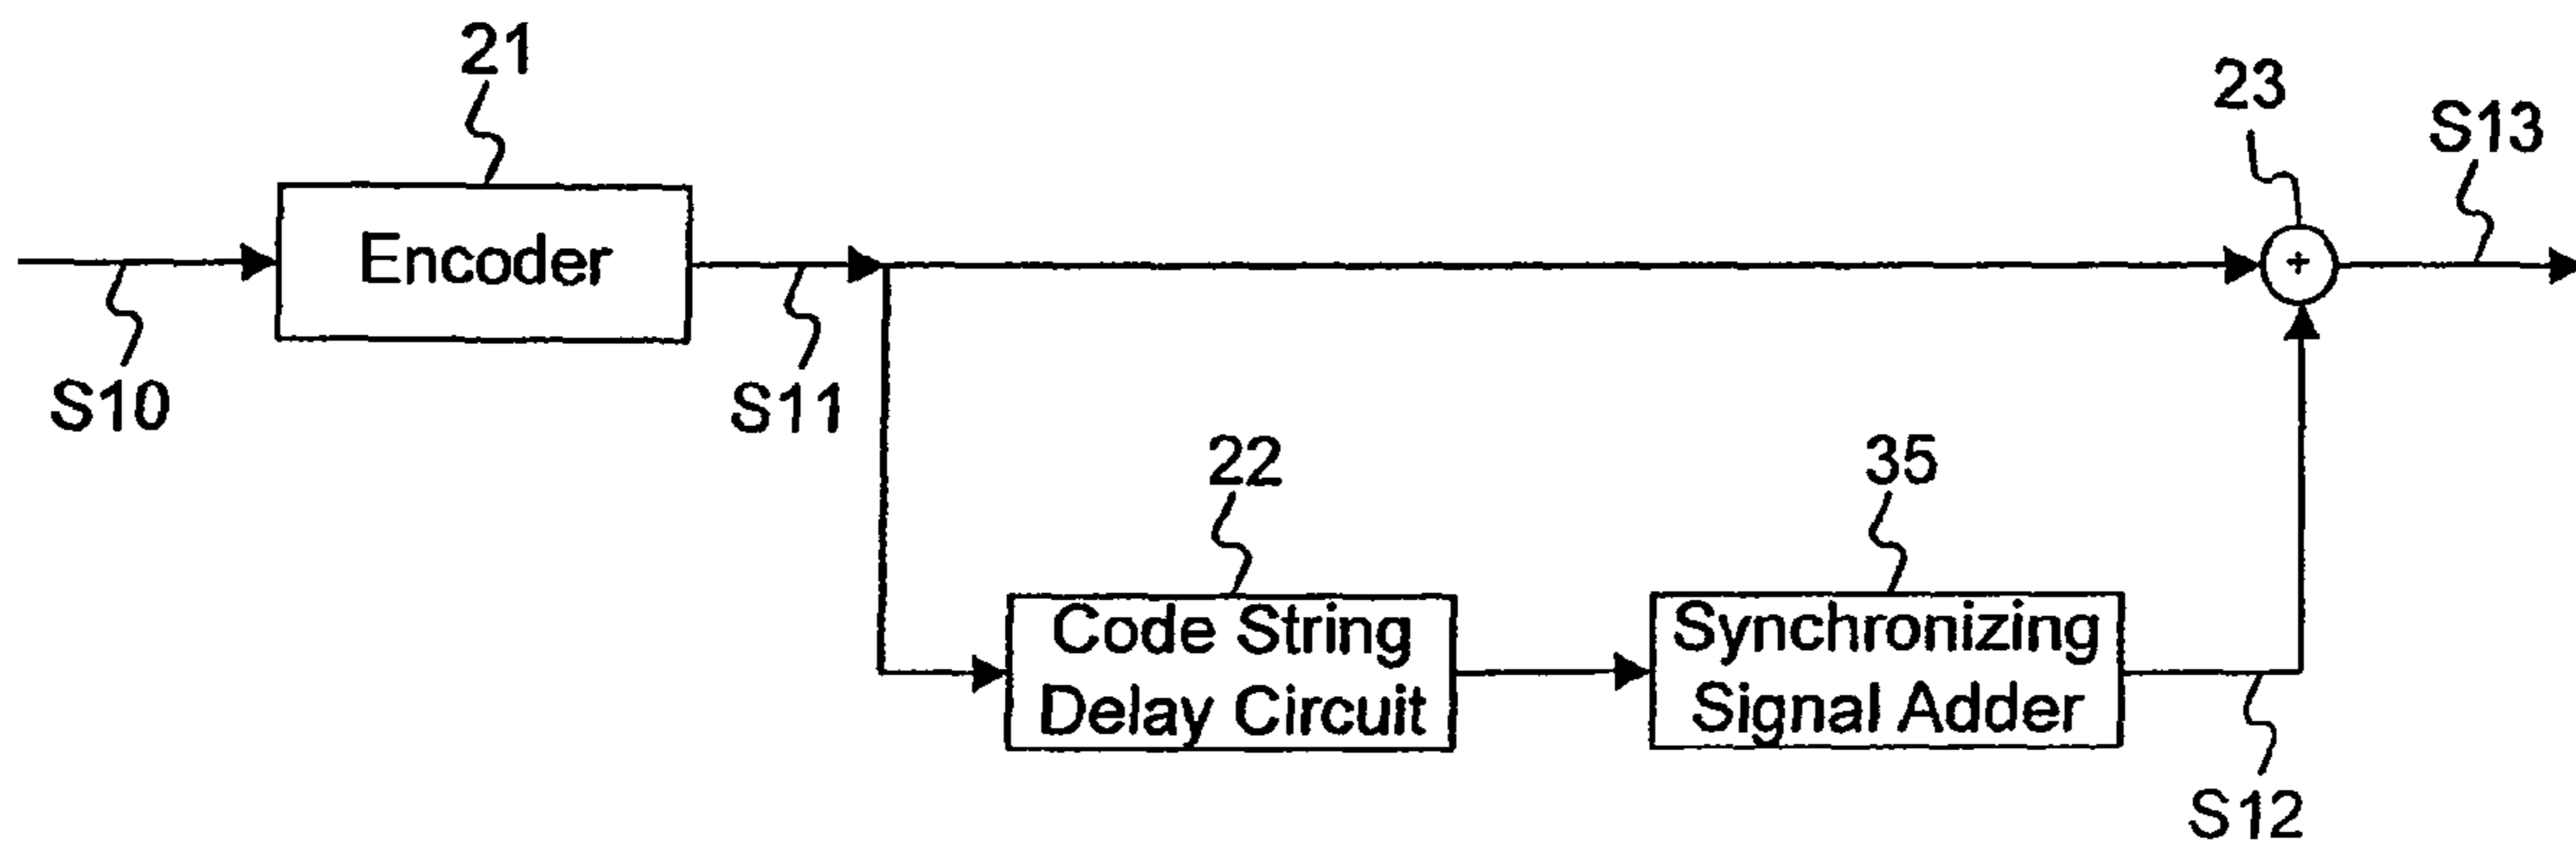 21
23
S13
Encoder
+
S10
S11
22
35
Code String
Delay Circuit
Synchronizing
Signal Adder
S12